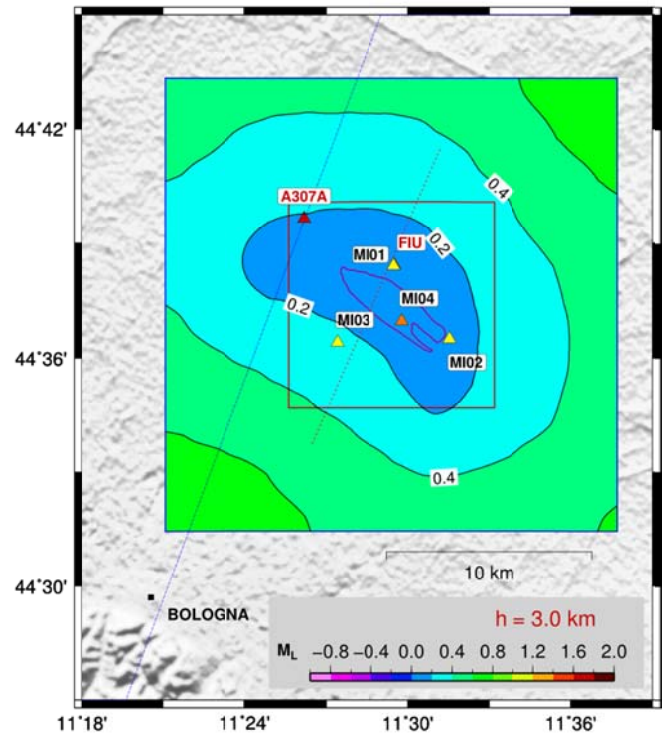 44°42'
0.4
A307A
FIU
0.2
MI01
MI04
0.2
MI03
44°36'
MI02
0.4
10 km
44°30'
BOLOGNA
h = 3.0 km
M_L −0.8 −0.4 0.0 0.4 0.8 1.2 1.6 2.0
11°18' 11°24' 11°30' 11°36'